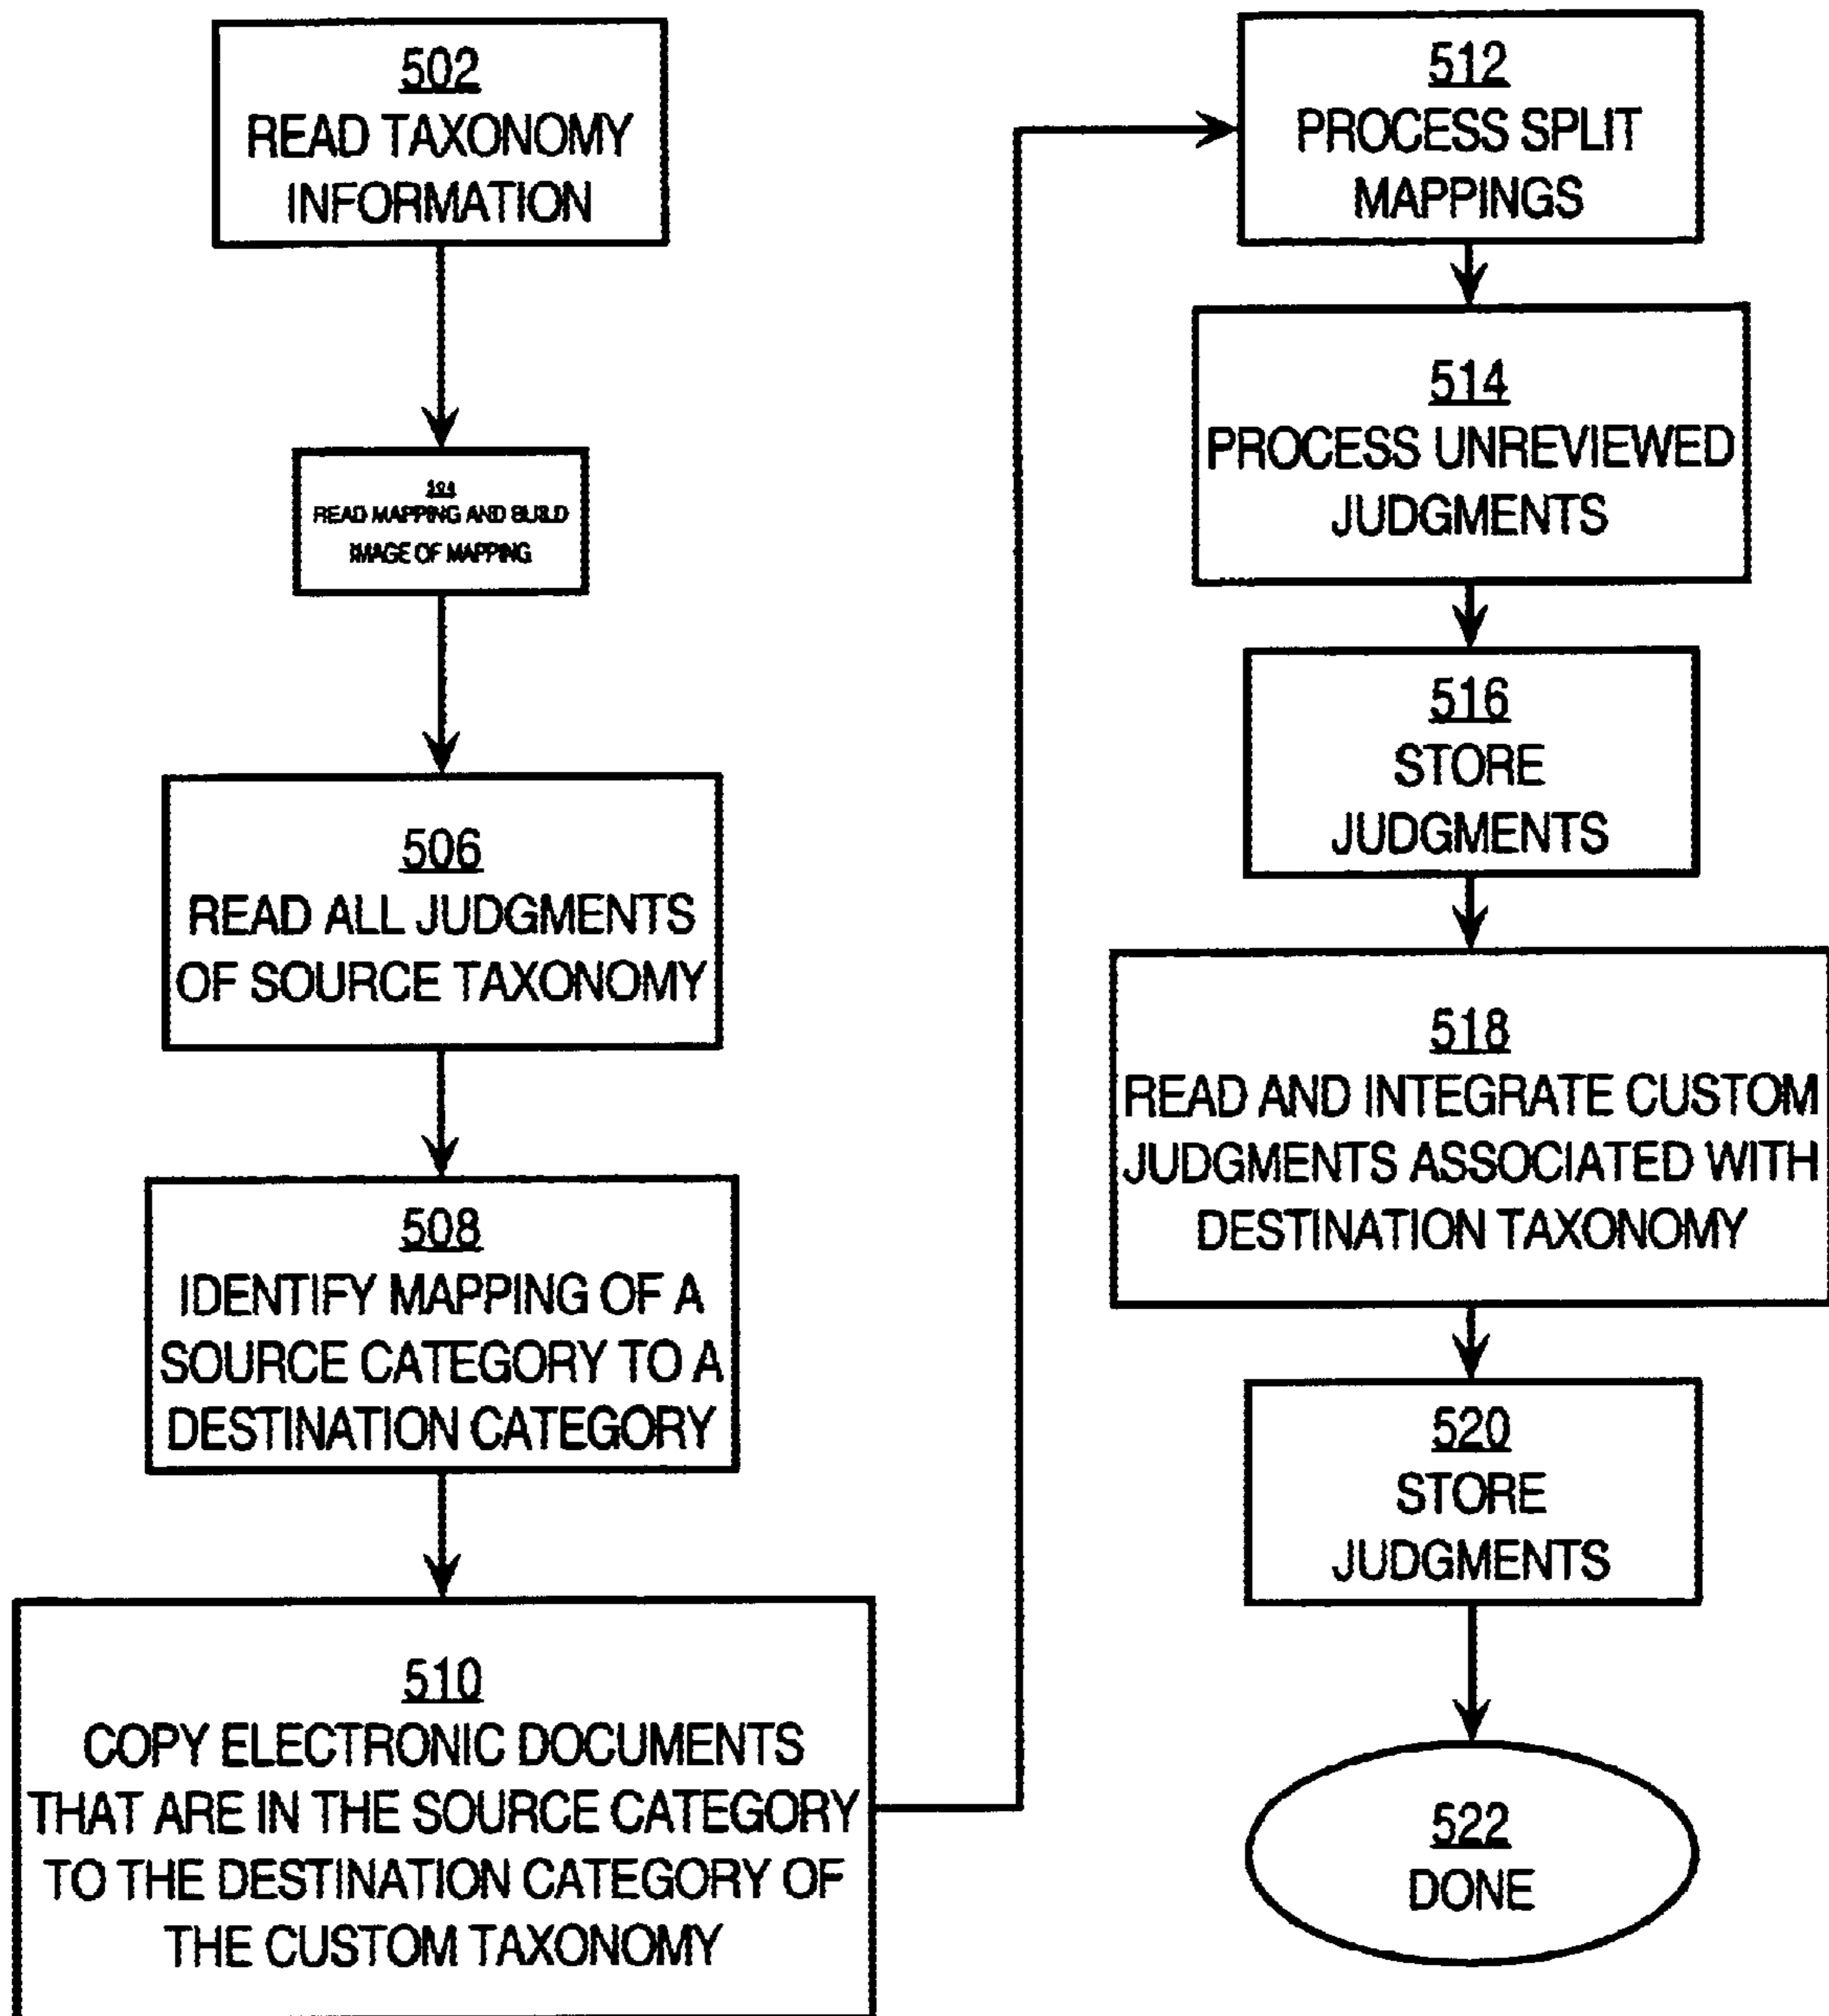 502
READ TAXONOMY
INFORMATION
504
READ MAPPING AND BUILD
IMAGE OF MAPPING
506
READ ALL JUDGMENTS
OF SOURCE TAXONOMY
508
IDENTIFY MAPPING OF A
SOURCE CATEGORY TO A
DESTINATION CATEGORY
510
COPY ELECTRONIC DOCUMENTS
THAT ARE IN THE SOURCE CATEGORY
TO THE DESTINATION CATEGORY OF
THE CUSTOM TAXONOMY
512
PROCESS SPLIT
MAPPINGS
514
PROCESS UNREVIEWED
JUDGMENTS
516
STORE
JUDGMENTS
518
READ AND INTEGRATE CUSTOM
JUDGMENTS ASSOCIATED WITH
DESTINATION TAXONOMY
520
STORE
JUDGMENTS
522
DONE